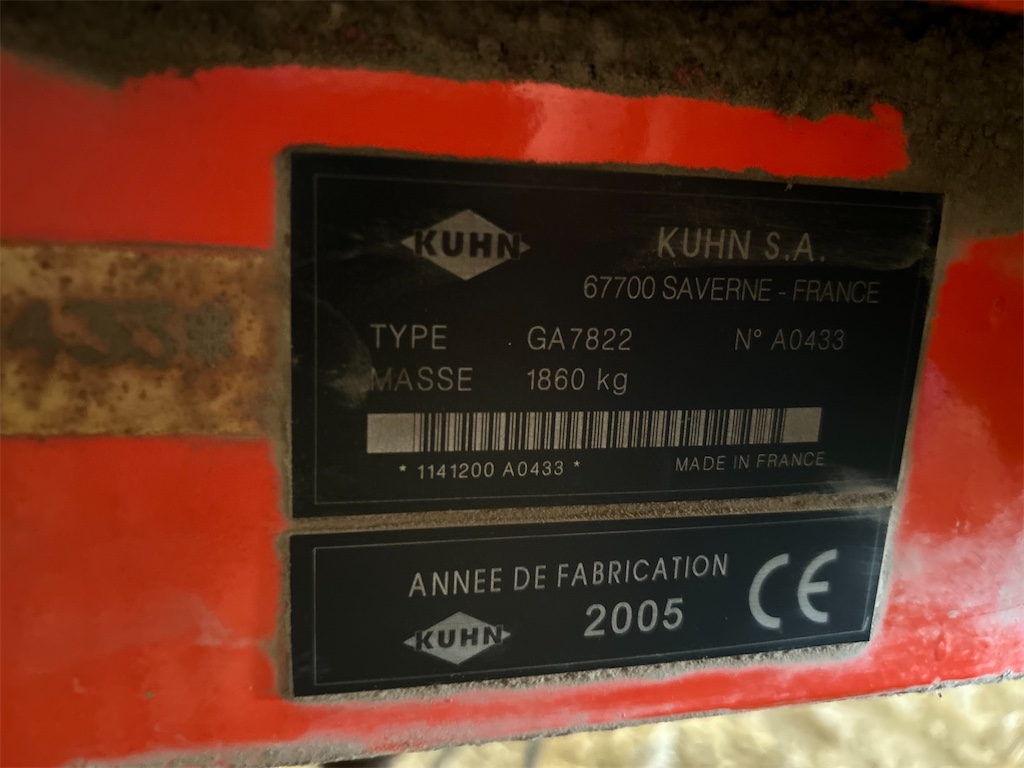 KUHN
KUHN S.A.
67700 SAVERNE - FRANCE
TYPE GA7822 N° A0433
MASSE 1860 kg
* 1141200 A0433 * MADE IN FRANCE
ANNEE DE FABRICATION
KUHN 2005 CE